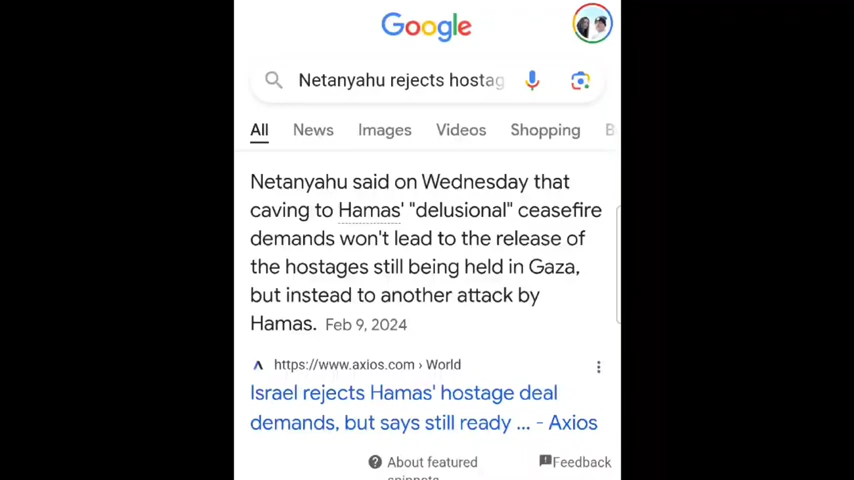 Google
Netanyahu rejects hostag
All News Images Videos Shopping B
Netanyahu said on Wednesday that
caving to Hamas' "delusional" ceasefire
demands won't lead to the release of
the hostages still being held in Gaza,
but instead to another attack by
Hamas. Feb 9, 2024
https://www.axios.com › World
Israel rejects Hamas' hostage deal
demands, but says still ready ... - Axios
About featured
snippets
Feedback